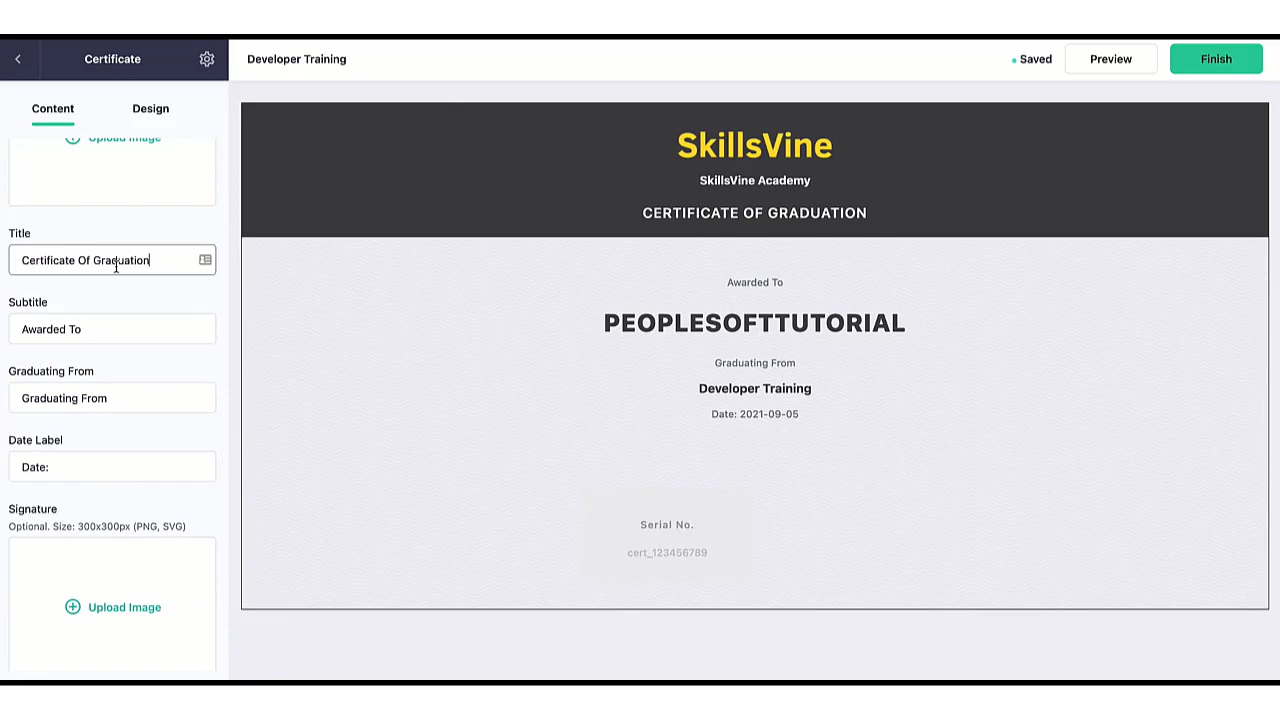 Certificate
Developer Training
Saved
Preview
Finish
Content
Design
Upload Image
Title
Certificate Of Graduation
Subtitle
Awarded To
Graduating From
Graduating From
Date Label
Date:
Signature
Optional. Size: 300x300px (PNG, SVG)
Upload Image
SkillsVine
SkillsVine Academy
CERTIFICATE OF GRADUATION
Awarded To
PEOPLESOFTTUTORIAL
Graduating From
Developer Training
Date: 2021-09-05
Serial No.
cert_123456789